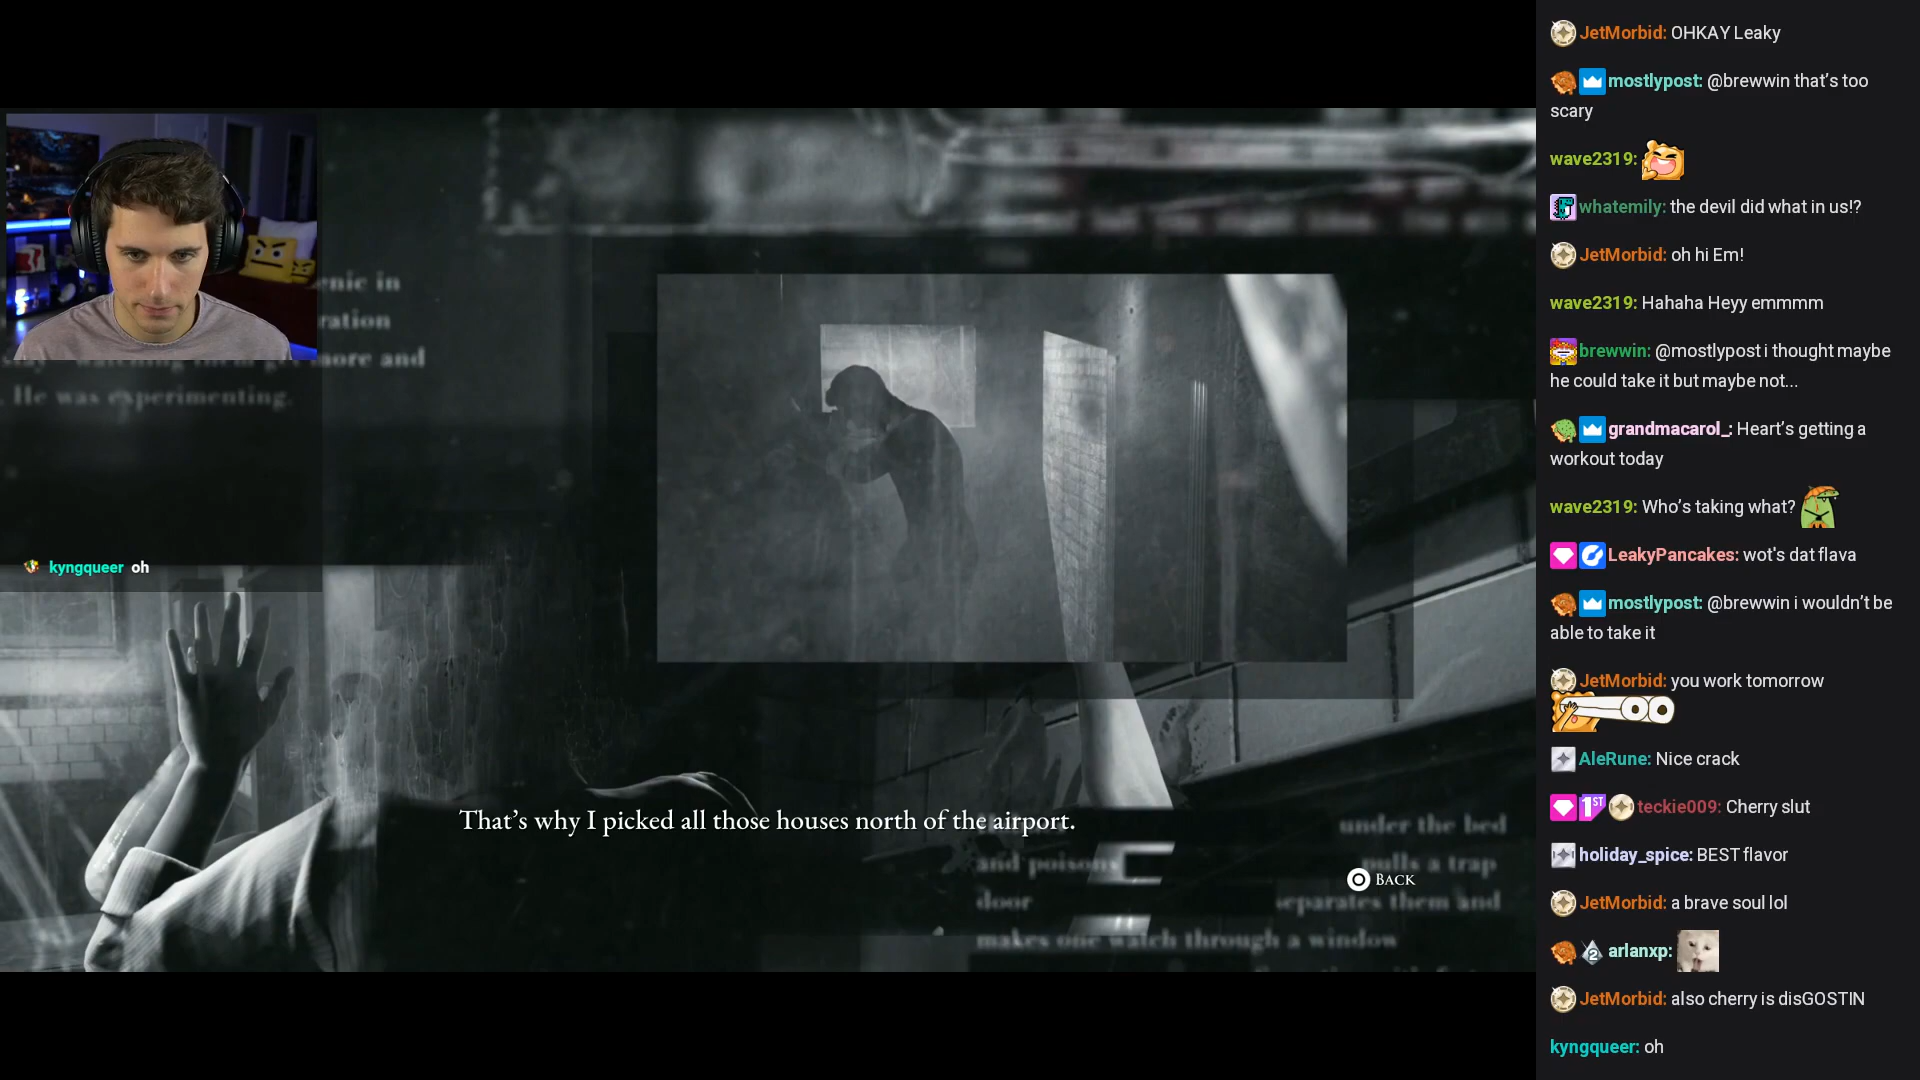 enic in
ration
more and
. He was experimenting.
kyngqueer oh
That's why I picked all those houses north of the airport.
under the bed
and poisons
pulls a trap
door
separates them and
makes one watch through a window
BACK
JetMorbid: OHKAY Leaky
mostlypost: @brewwin that's too
scary
wave2319:
whatemily: the devil did what in us!?
JetMorbid: oh hi Em!
wave2319: Hahaha Heyy emmmm
brewwin: @mostlypost i thought maybe
he could take it but maybe not...
grandmacarol_: Heart's getting a
workout today
wave2319: Who's taking what?
LeakyPancakes: wot's dat flava
mostlypost: @brewwin i wouldn't be
able to take it
JetMorbid: you work tomorrow
AleRune: Nice crack
1ST teckie009: Cherry slut
holiday_spice: BEST flavor
JetMorbid: a brave soul lol
2 arlanxp:
JetMorbid: also cherry is disGOSTIN
kyngqueer: oh